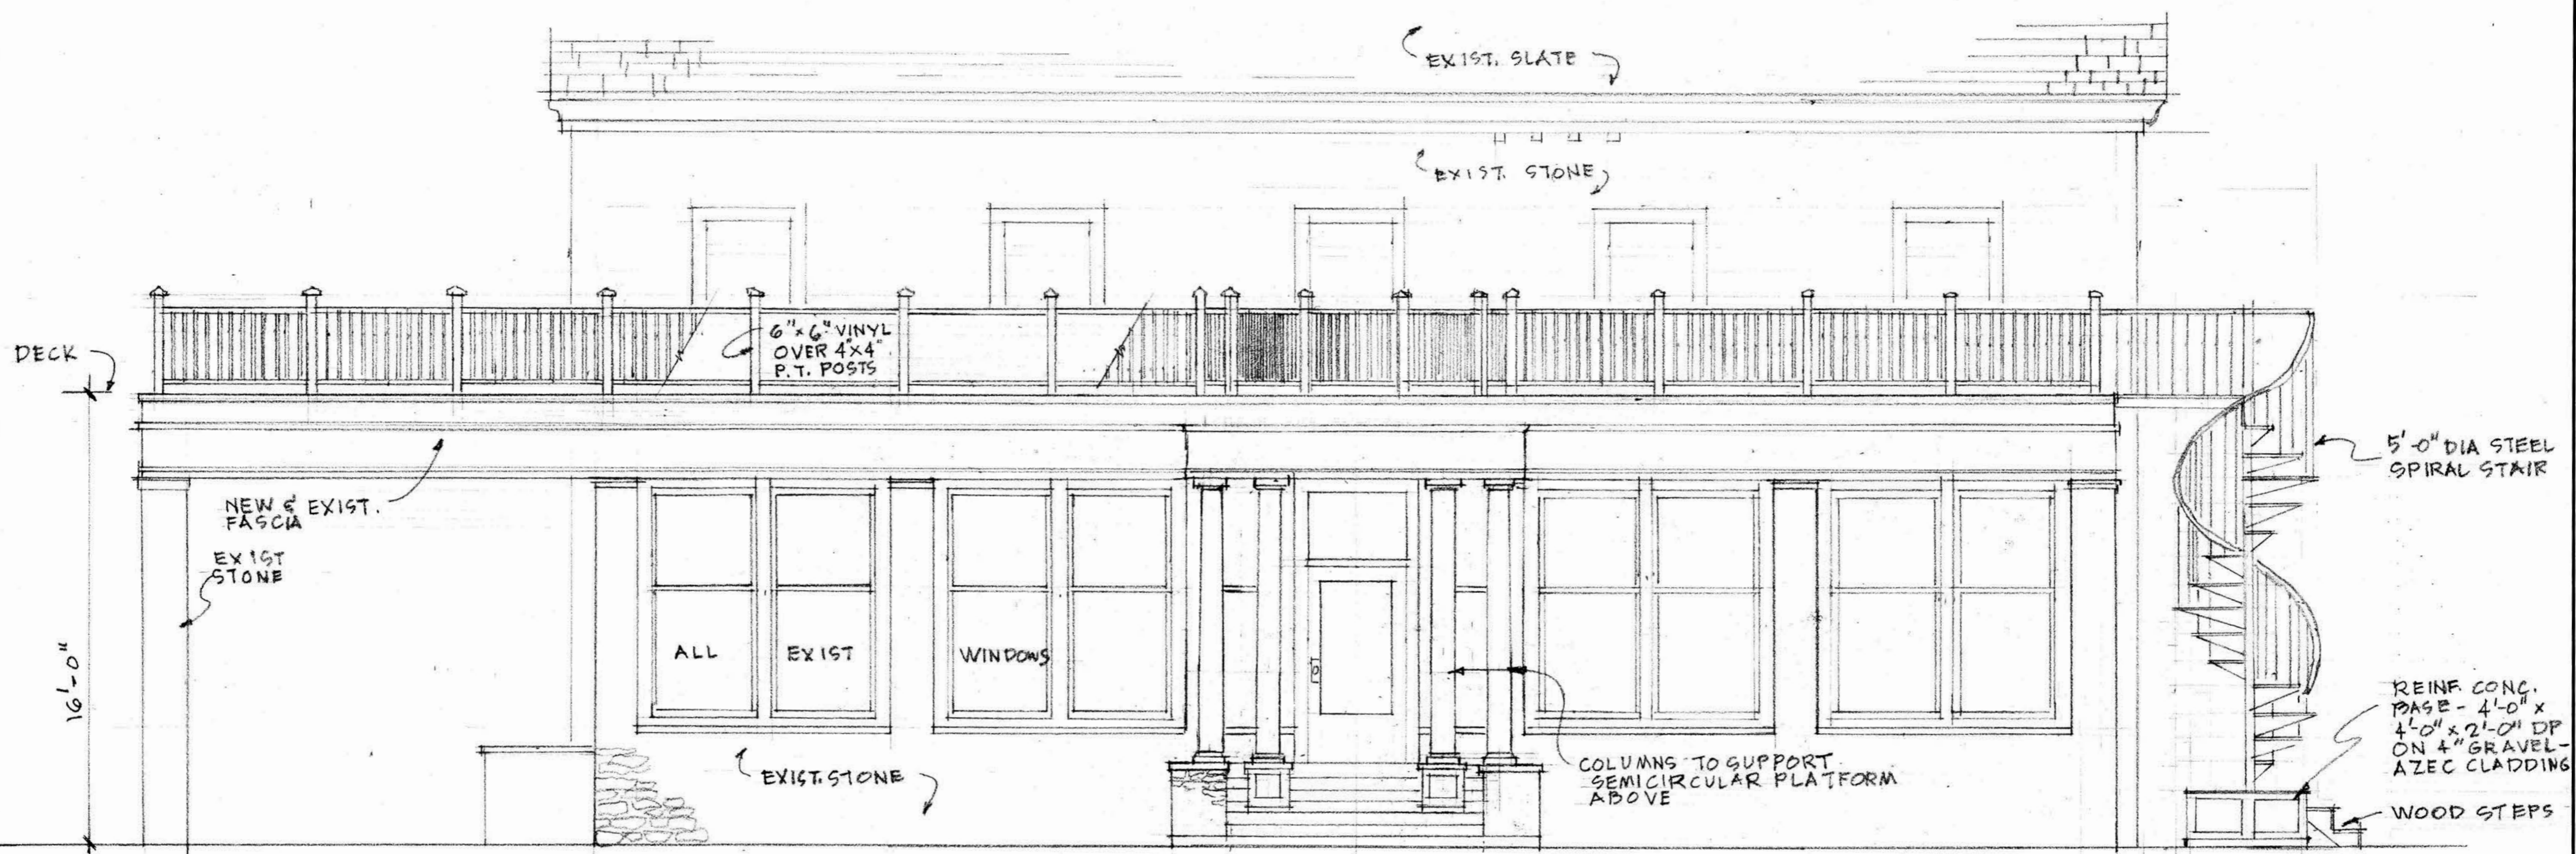 EXIST. SLATE
EXIST. STONE
6"x6" VINYL
OVER 4"x4"
P.T. POSTS
DECK
5'-0" DIA STEEL
SPIRAL STAIR
NEW & EXIST.
FASCIA
EXIST
STONE
16'-0"
ALL EXIST WINDOWS
EXIST. STONE
COLUMNS TO SUPPORT
SEMICIRCULAR PLATFORM
ABOVE
REINF. CONC.
BASE - 4'-0" x
4'-0" x 2'-0" DP
ON 4" GRAVEL-
AZEC CLADDING
WOOD STEPS